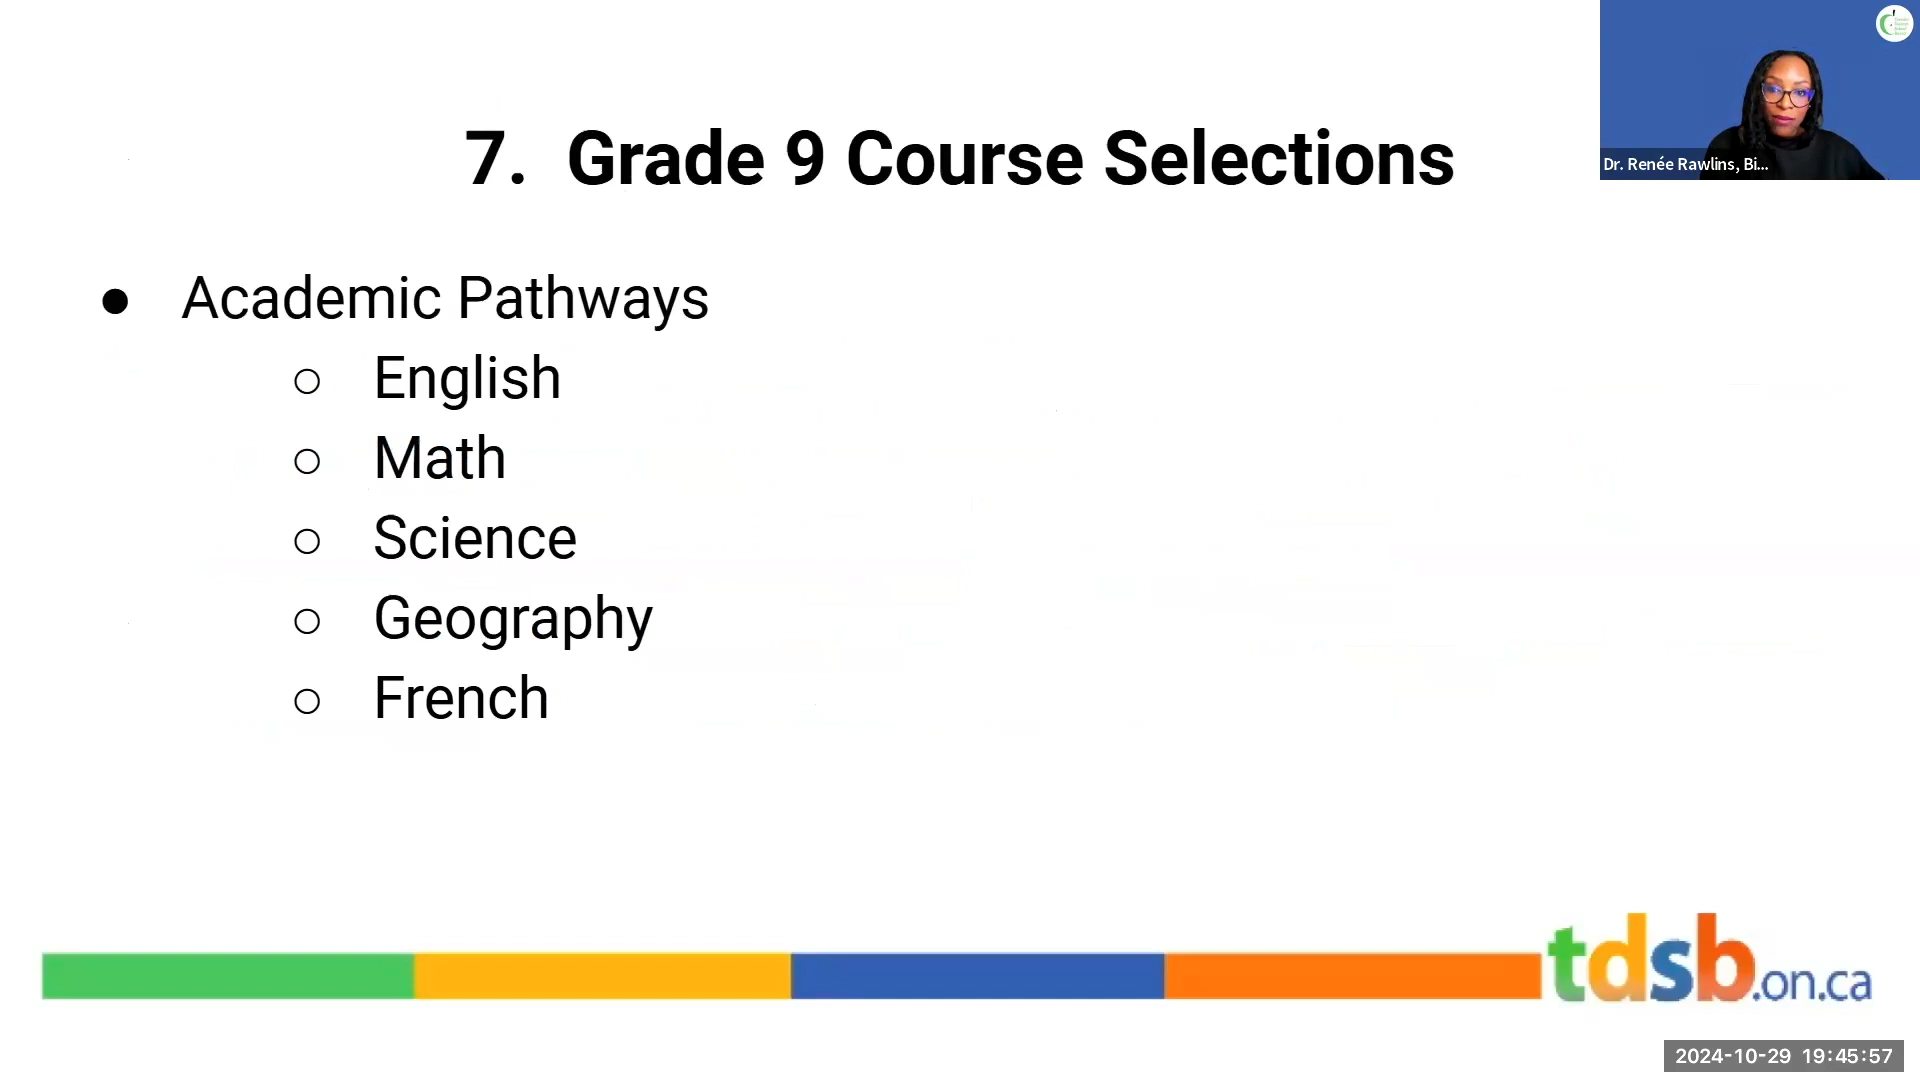 7. Grade 9 Course Selections
Dr. Renée Rawlins, Bi...
● Academic Pathways
○ English
○ Math
○ Science
○ Geography
○ French
tdsb.on.ca
2024-10-29 19:45:57